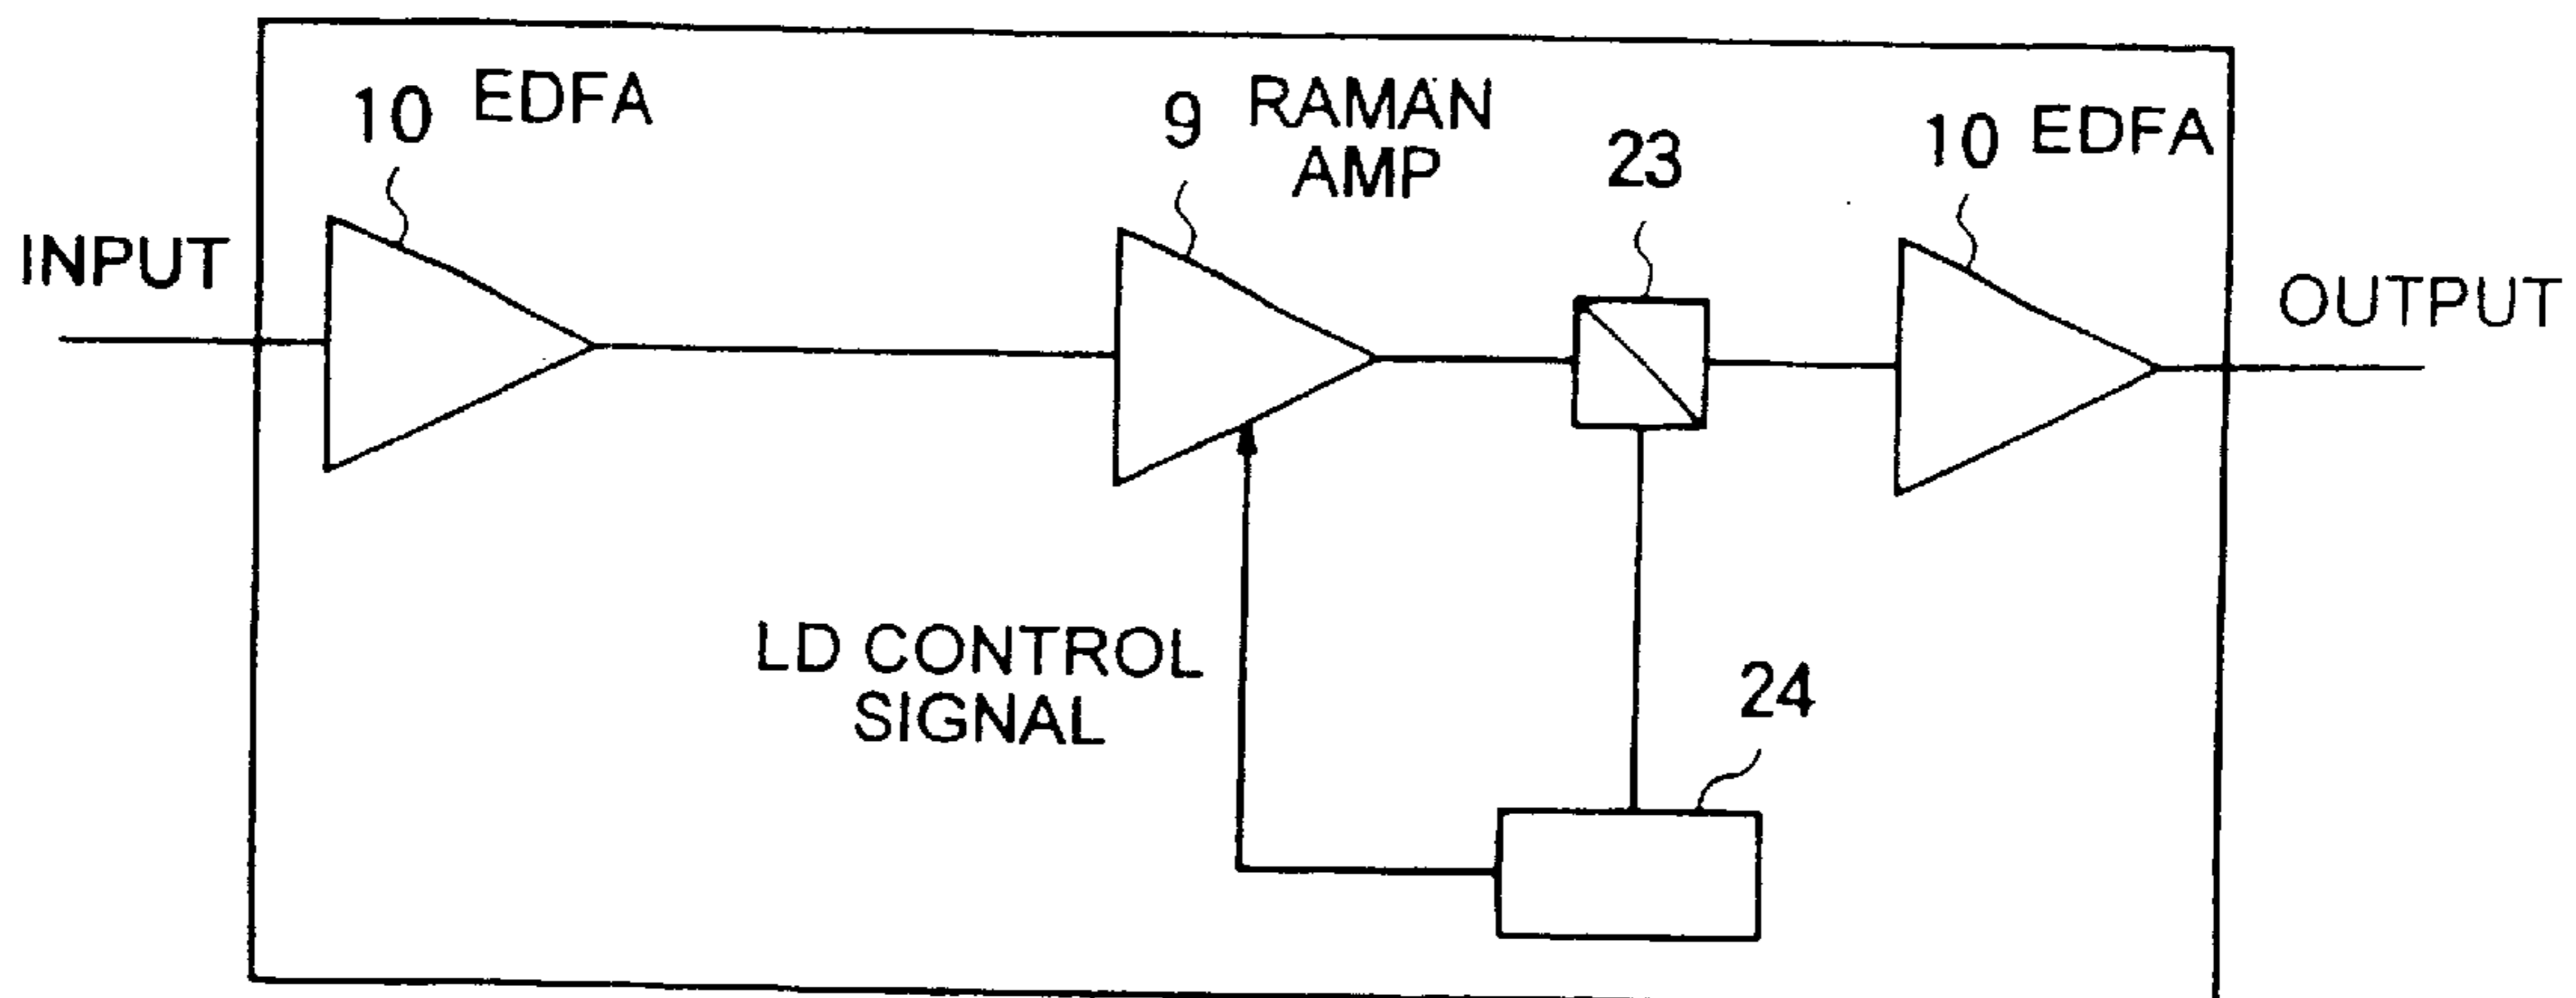 10 EDFA
9 RAMAN
AMP
23
10 EDFA
INPUT
OUTPUT
LD CONTROL
SIGNAL
24